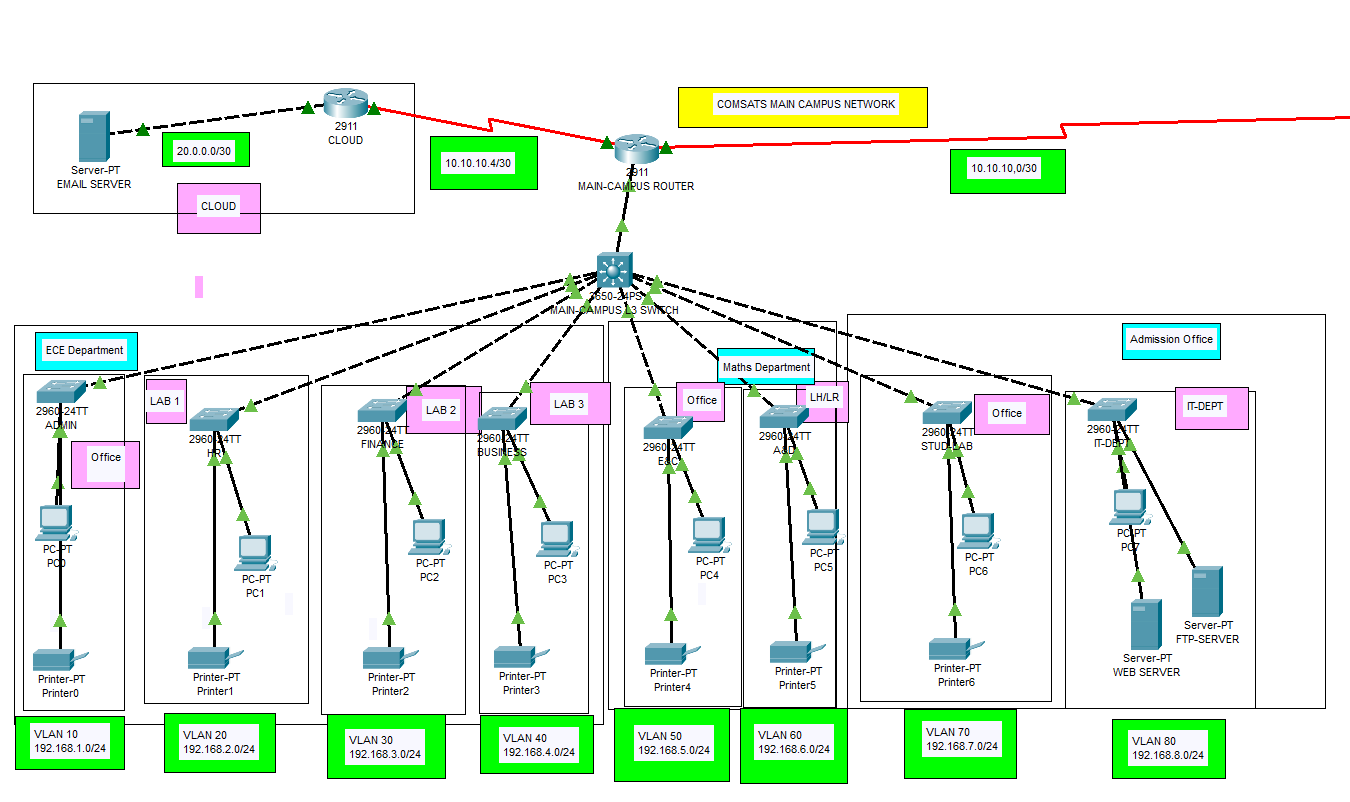 COMSATS MAIN CAMPUS NETWORK
2911
CLOUD
20.0.0.0/30
Server-PT
EMAIL SERVER
CLOUD
10.10.10.4/30
2911
MAIN-CAMPUS ROUTER
10.10.10,0/30
3650-24PS
MAIN-CAMPUS L3 SWITCH
ECE Department
Maths Department
Admission Office
2960-24TT
ADMIN
Office
PC-PT
PC0
Printer-PT
Printer0
VLAN 10
192.168.1.0/24
LAB 1
2960-24TT
HR
PC-PT
PC1
Printer-PT
Printer1
VLAN 20
192.168.2.0/24
LAB 2
2960-24TT
FINANCE
PC-PT
PC2
Printer-PT
Printer2
VLAN 30
192.168.3.0/24
LAB 3
2960-24TT
BUSINESS
PC-PT
PC3
Printer-PT
Printer3
VLAN 40
192.168.4.0/24
Office
2960-24TT
E&C
PC-PT
PC4
Printer-PT
Printer4
VLAN 50
192.168.5.0/24
LH/LR
2960-24TT
A&D
PC-PT
PC5
Printer-PT
Printer5
VLAN 60
192.168.6.0/24
Office
2960-24TT
STUD-LAB
PC-PT
PC6
Printer-PT
Printer6
VLAN 70
192.168.7.0/24
IT-DEPT
2960-24TT
IT-DEPT
PC-PT
PC7
Server-PT
FTP-SERVER
Server-PT
WEB SERVER
VLAN 80
192.168.8.0/24